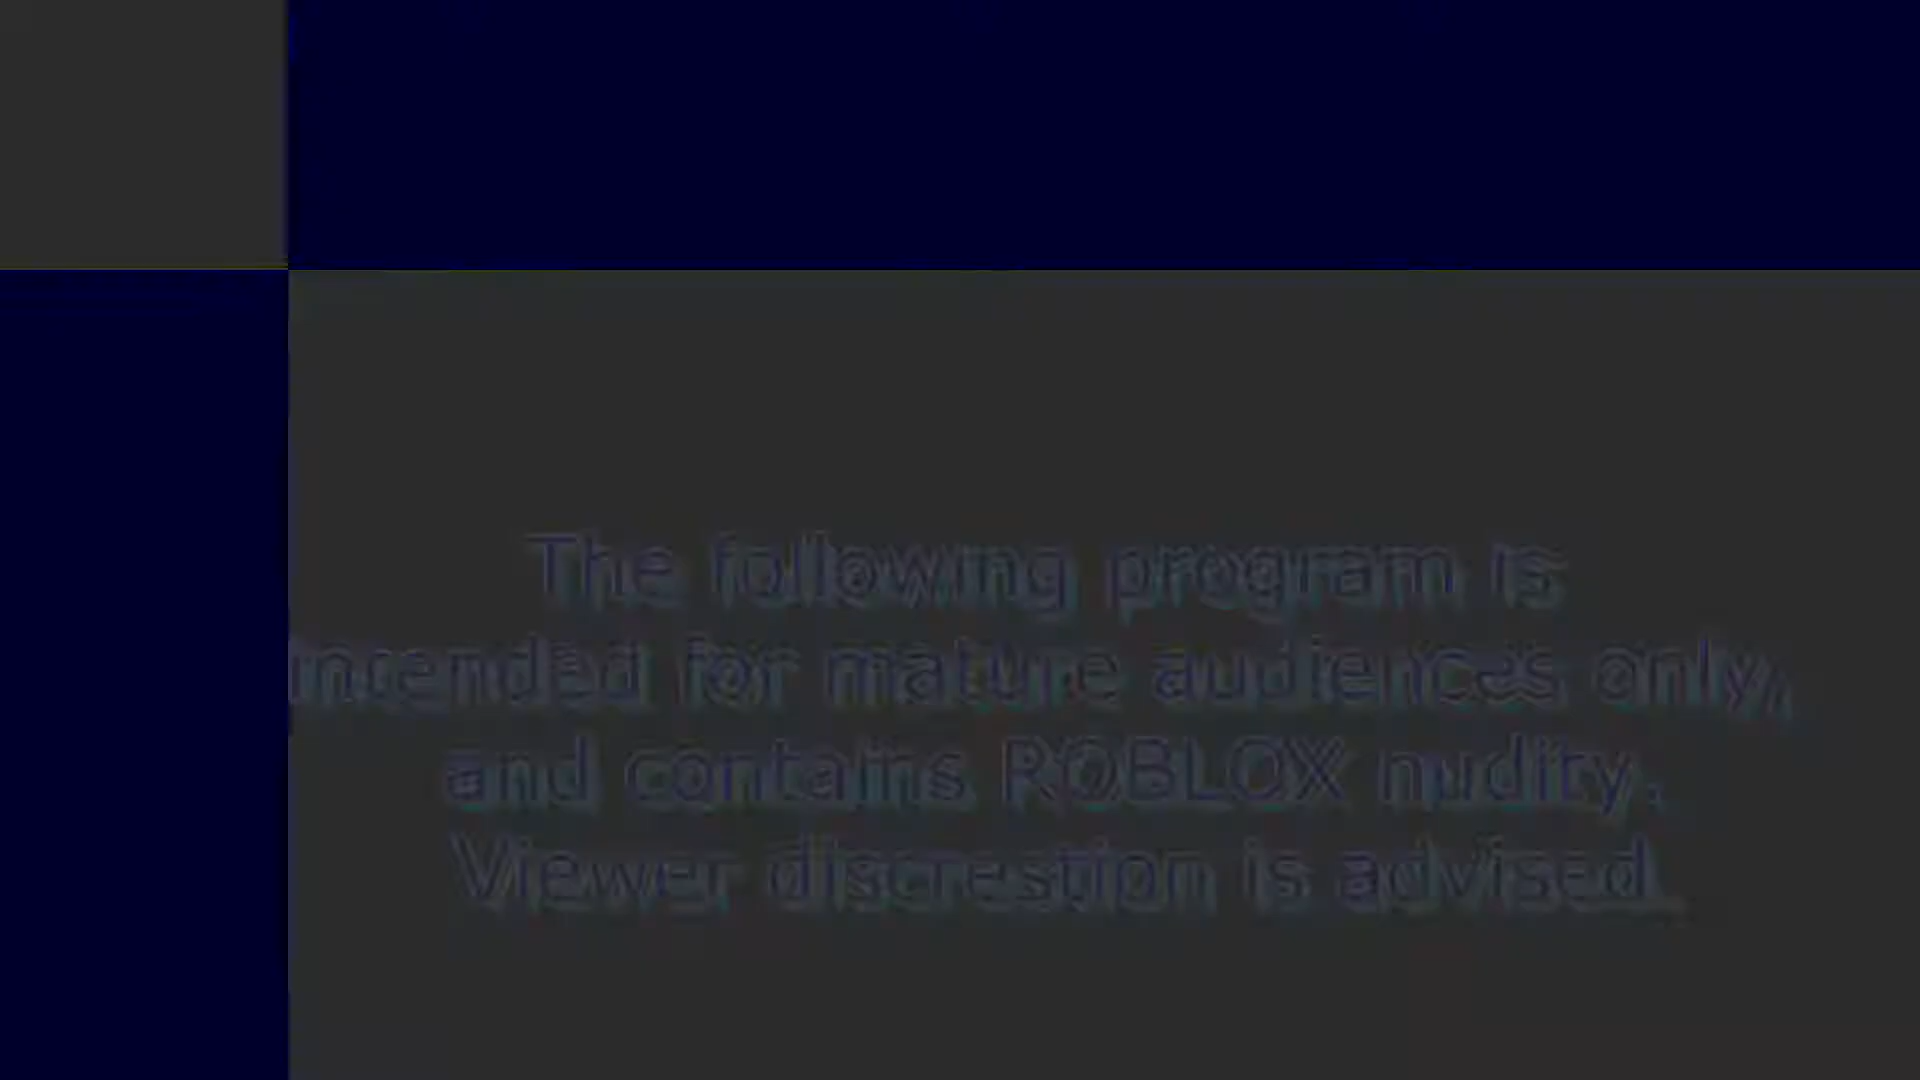 The following program is
intended for mature audiences only,
and contains ROBLOX nudity.
Viewer discrestion is advised.